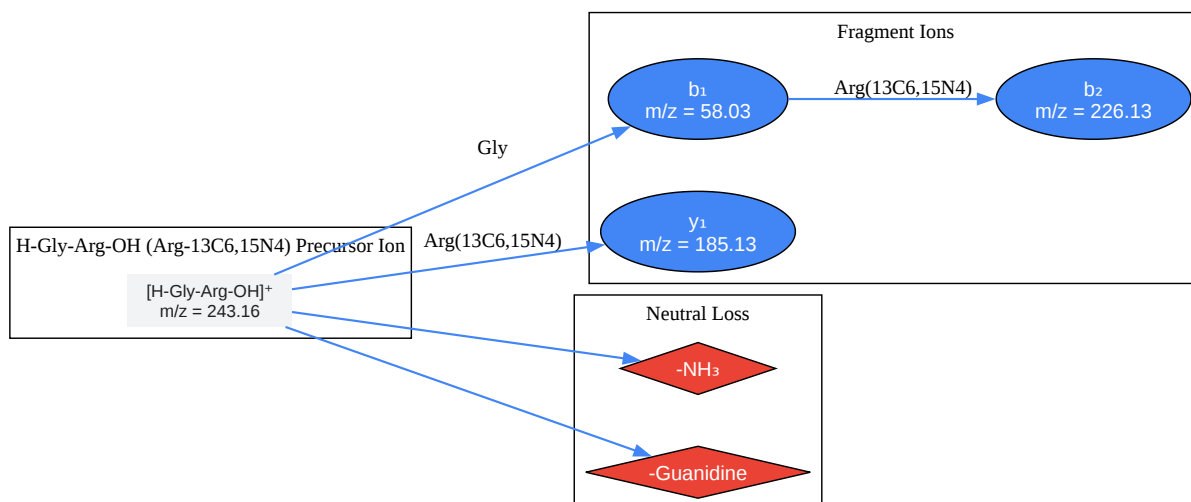 H-Gly-Arg-OH (Arg-13C6,15N4) Precursor Ion
[H-Gly-Arg-OH]⁺
m/z = 243.16
Gly
Arg(13C6,15N4)
Fragment Ions
b₁
m/z = 58.03
Arg(13C6,15N4)
b₂
m/z = 226.13
y₁
m/z = 185.13
Neutral Loss
-NH₃
-Guanidine